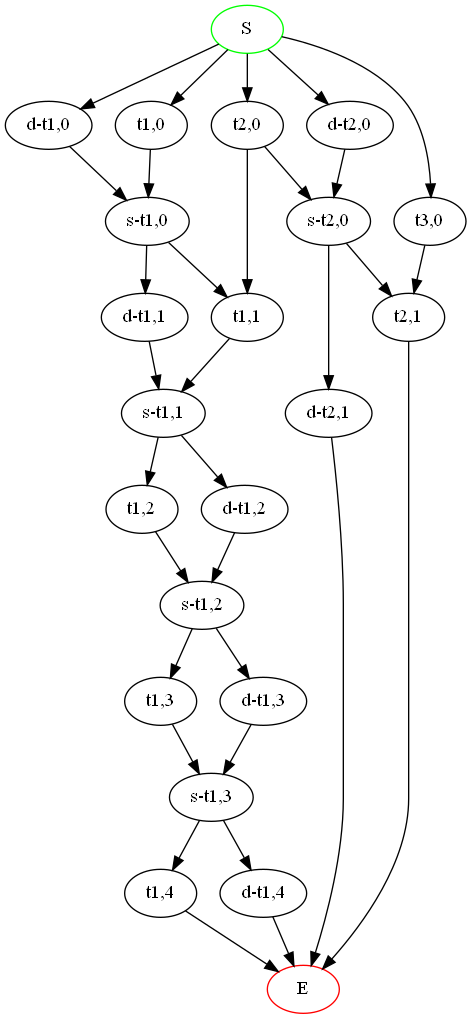 S
d-t1,0
t1,0
t2,0
d-t2,0
s-t1,0
s-t2,0
t3,0
d-t1,1
t1,1
t2,1
s-t1,1
d-t2,1
t1,2
d-t1,2
s-t1,2
t1,3
d-t1,3
s-t1,3
t1,4
d-t1,4
E